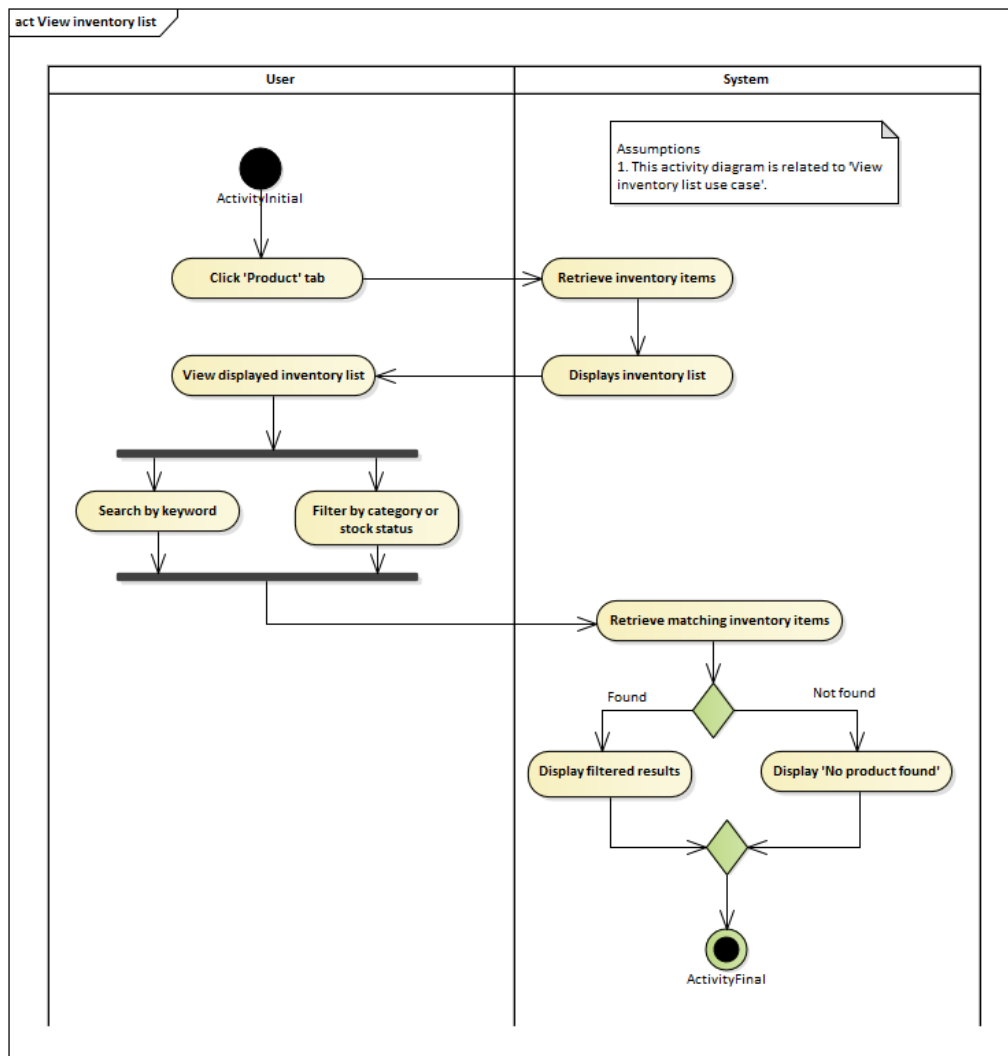 act View inventory list
User
System
Assumptions
1. This activity diagram is related to 'View
inventory list use case'.
ActivityInitial
Click 'Product' tab
Retrieve inventory items
View displayed inventory list
Displays inventory list
Search by keyword
Filter by category or
stock status
Retrieve matching inventory items
Found
Not found
Display filtered results
Display 'No product found'
ActivityFinal